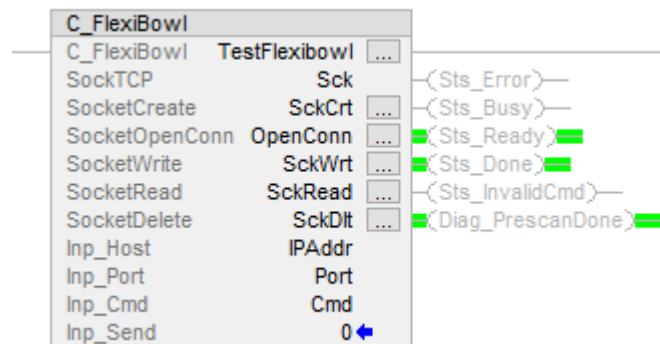 C_FlexiBowl
C_FlexiBowl TestFlexibowl ...
SockTCP Sck (Sts_Error)
SocketCreate SckCrt ... (Sts_Busy)
SocketOpenConn OpenConn ... (Sts_Ready)
SocketWrite SckWrt ... (Sts_Done)
SocketRead SckRead ... (Sts_InvalidCmd)
SocketDelete SckDlt ... (Diag_PrescanDone)
Inp_Host IPAddr
Inp_Port Port
Inp_Cmd Cmd
Inp_Send 0